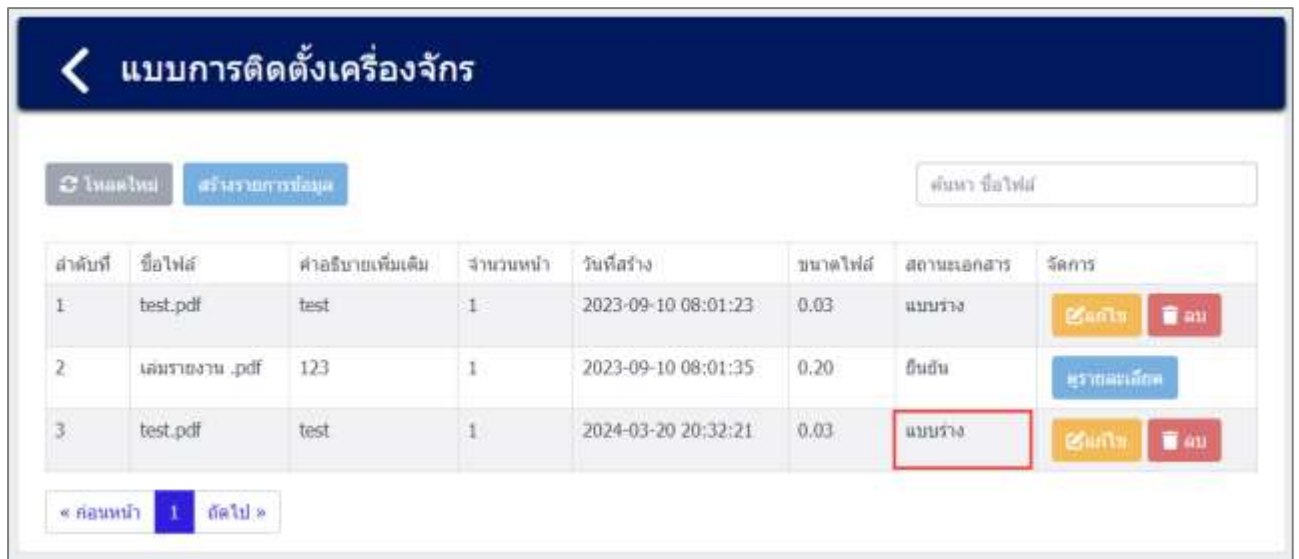 แบบการติดตั้งเครื่องจักร
โหลดใหม่ สร้างรายการข้อมูล ค้นหา ชื่อไฟล์
ลำดับที่ ชื่อไฟล์ คำอธิบายเพิ่มเติม จำนวนหน้า วันที่สร้าง ขนาดไฟล์ สถานะเอกสาร จัดการ
1 test.pdf test 1 2023-09-10 08:01:23 0.03 แบบร่าง แก้ไข ลบ
2 เล่มรายงาน .pdf 123 1 2023-09-10 08:01:35 0.20 ยืนยัน ดูรายละเอียด
3 test.pdf test 1 2024-03-20 20:32:21 0.03 แบบร่าง แก้ไข ลบ
« ก่อนหน้า 1 ถัดไป »